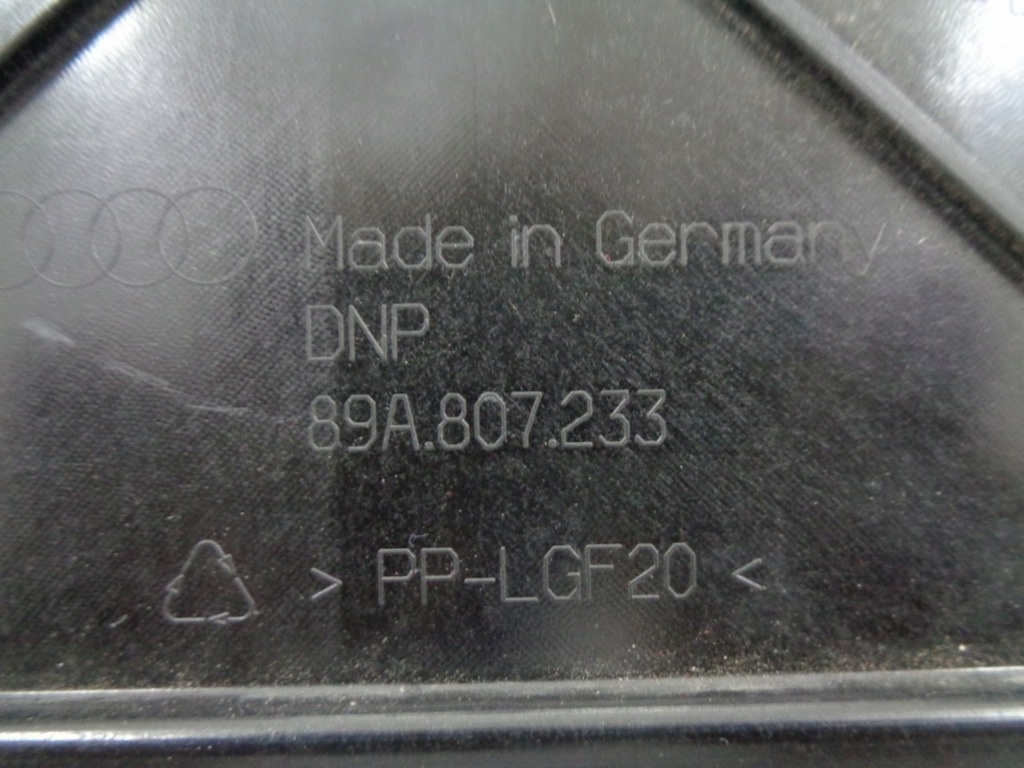 Made in Germany
DNP
89A.807.233
> PP-LGF20 <